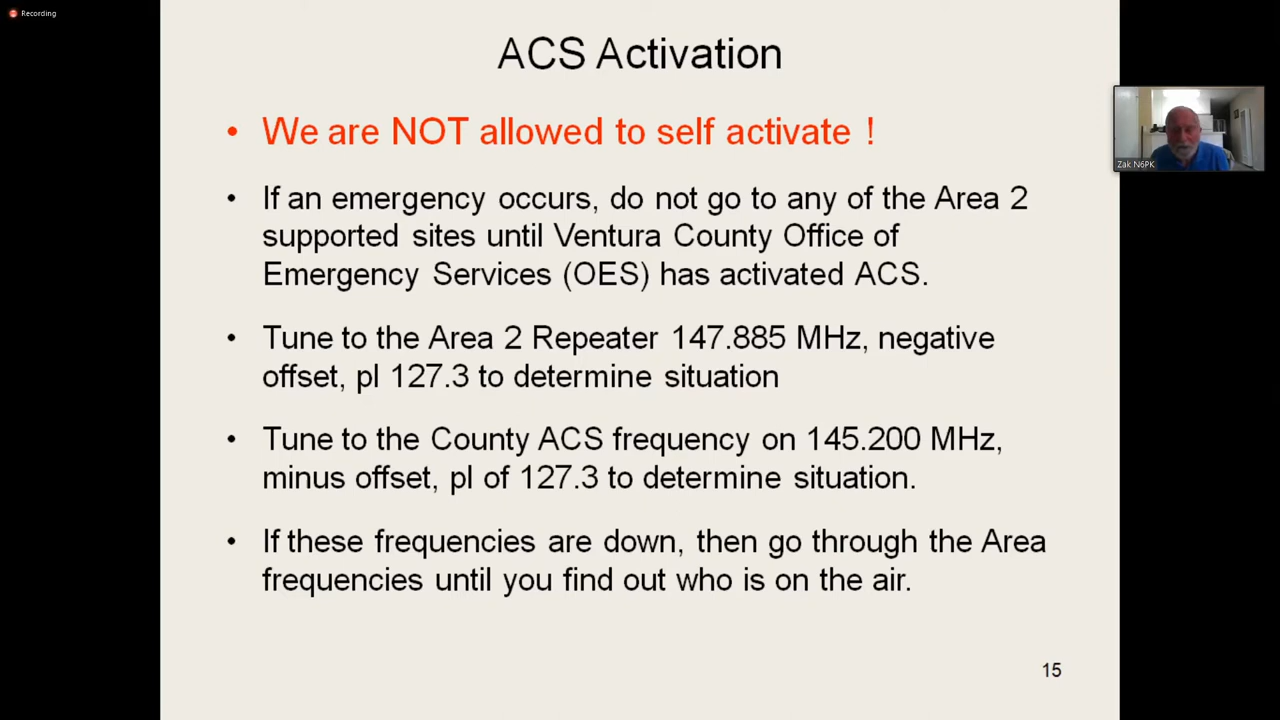 Recording
ACS Activation
• We are NOT allowed to self activate !
• If an emergency occurs, do not go to any of the Area 2
supported sites until Ventura County Office of
Emergency Services (OES) has activated ACS.
• Tune to the Area 2 Repeater 147.885 MHz, negative
offset, pl 127.3 to determine situation
• Tune to the County ACS frequency on 145.200 MHz,
minus offset, pl of 127.3 to determine situation.
• If these frequencies are down, then go through the Area
frequencies until you find out who is on the air.
Zak N6PK
15